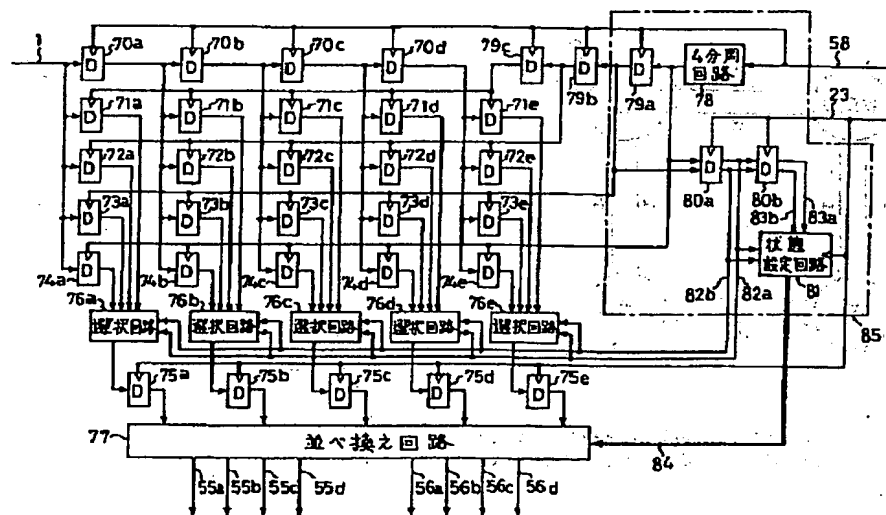 1 70a 70b 70c 70d 79c 79b 79a 4分周回路 78 58
D D D D D D D
23
71a 71b 71c 71d 71e
D D D D D
72a 72b 72c 72d 72e
D D D D D
80a 80b
D D
83b 83a
73a 73b 73c 73d 73e
D D D D D
状態設定回路
81
74a 74b 74c 74d 74e
D D D D D
82b 82a
76a 76b 76c 76d 76e
選択回路 選択回路 選択回路 選択回路 選択回路
85
75a 75b 75c 75d 75e
D D D D D
77 並べ換え回路 84
55a 55b 55c 55d 56a 56b 56c 56d